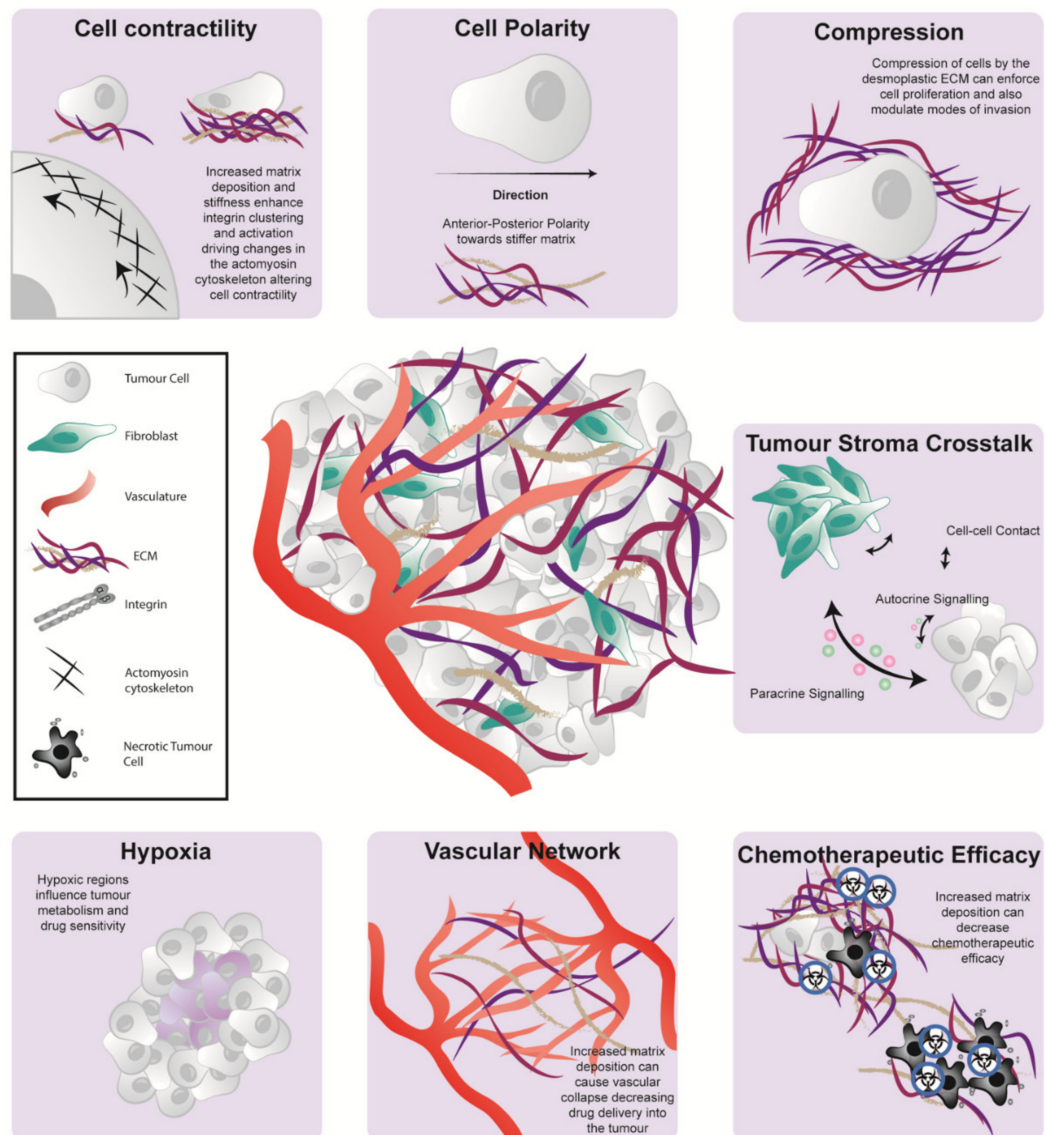 Cell contractility
Increased matrix
deposition and
stiffness enhance
integrin clustering
and activation
driving changes in
the actomyosin
cytoskeleton altering
cell contractility
Cell Polarity
Direction
Anterior-Posterior Polarity
towards stiffer matrix
Compression
Compression of cells by the
desmoplastic ECM can enforce
cell proliferation and also
modulate modes of invasion
Tumour Cell
Fibroblast
Vasculature
ECM
Integrin
Actomyosin
cytoskeleton
Necrotic Tumour
Cell
Tumour Stroma Crosstalk
Cell-cell Contact
Autocrine Signalling
Paracrine Signalling
Hypoxia
Hypoxic regions
influence tumour
metabolism and
drug sensitivity
Vascular Network
Increased matrix
deposition can
cause vascular
collapse decreasing
drug delivery into
the tumour
Chemotherapeutic Efficacy
Increased matrix
deposition can
decrease
chemotherapeutic
efficacy